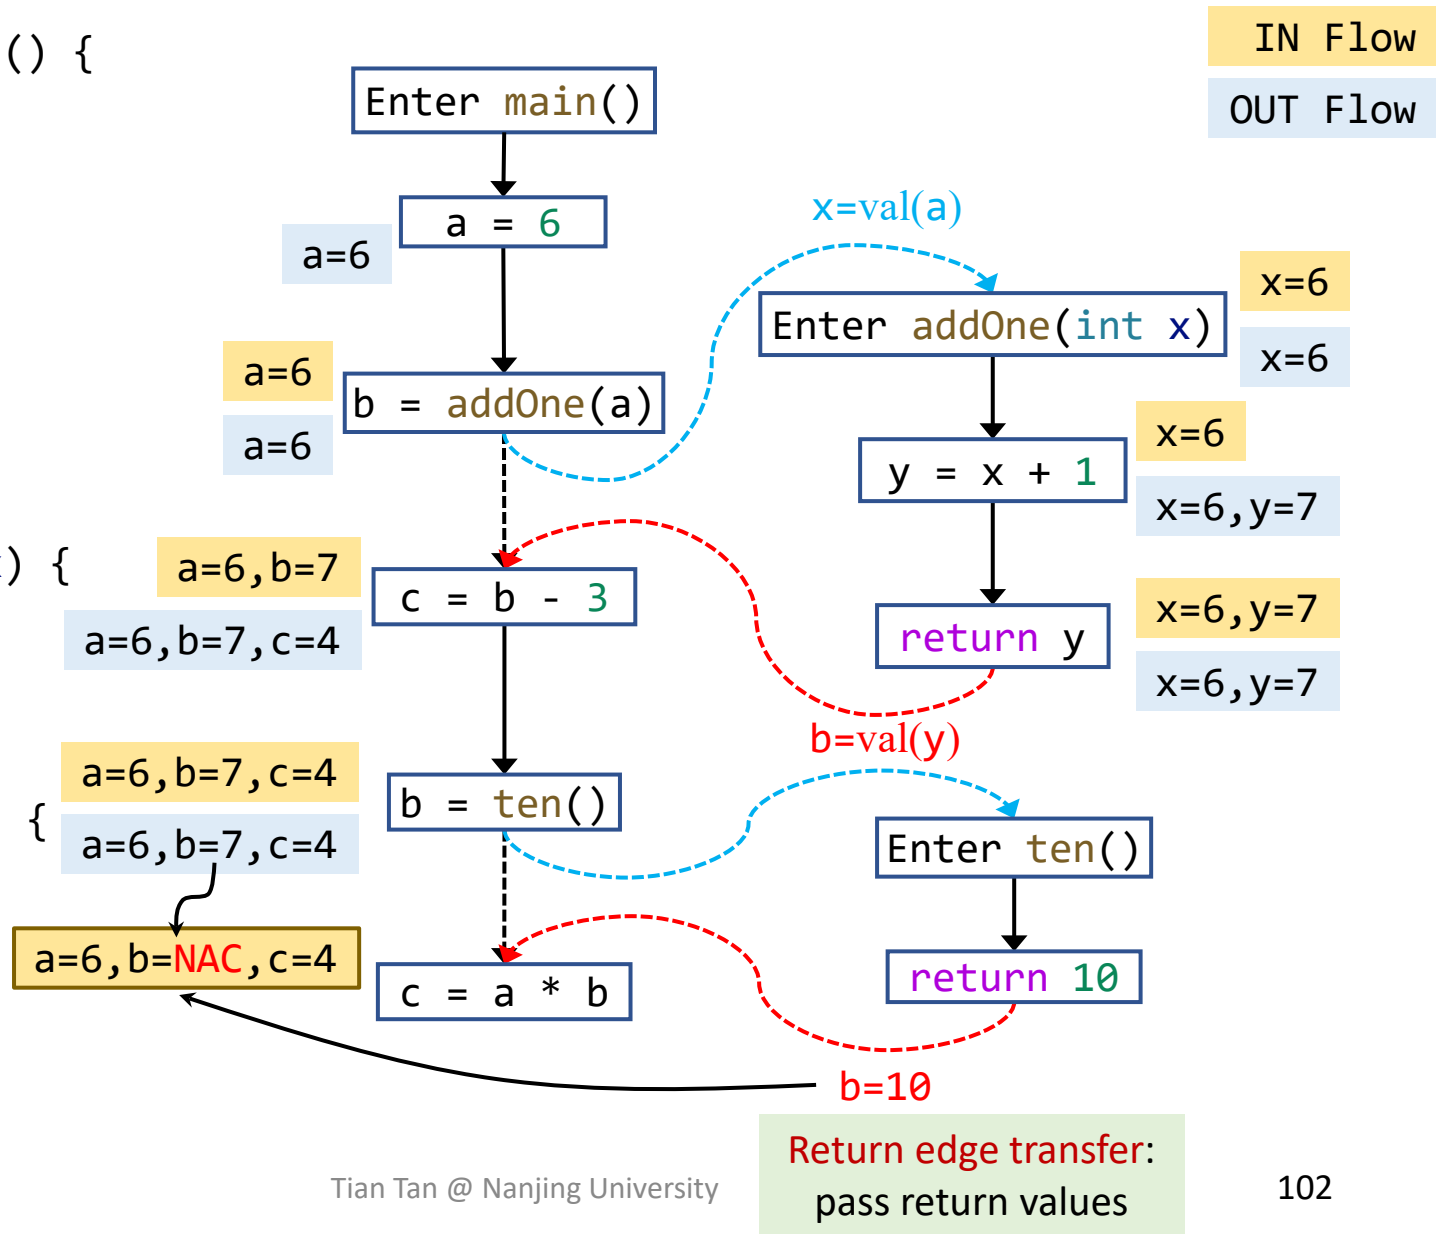 () {
IN Flow
OUT Flow
Enter main()
a = 6
a=6
x=val(a)
Enter addOne(int x)
x=6
x=6
a=6
b = addOne(a)
a=6
y = x + 1
x=6
x=6,y=7
) {
a=6,b=7
c = b - 3
a=6,b=7,c=4
return y
x=6,y=7
x=6,y=7
b=val(y)
a=6,b=7,c=4
{
a=6,b=7,c=4
b = ten()
Enter ten()
a=6,b=NAC,c=4
c = a * b
return 10
b=10
Return edge transfer:
pass return values
Tian Tan @ Nanjing University
102